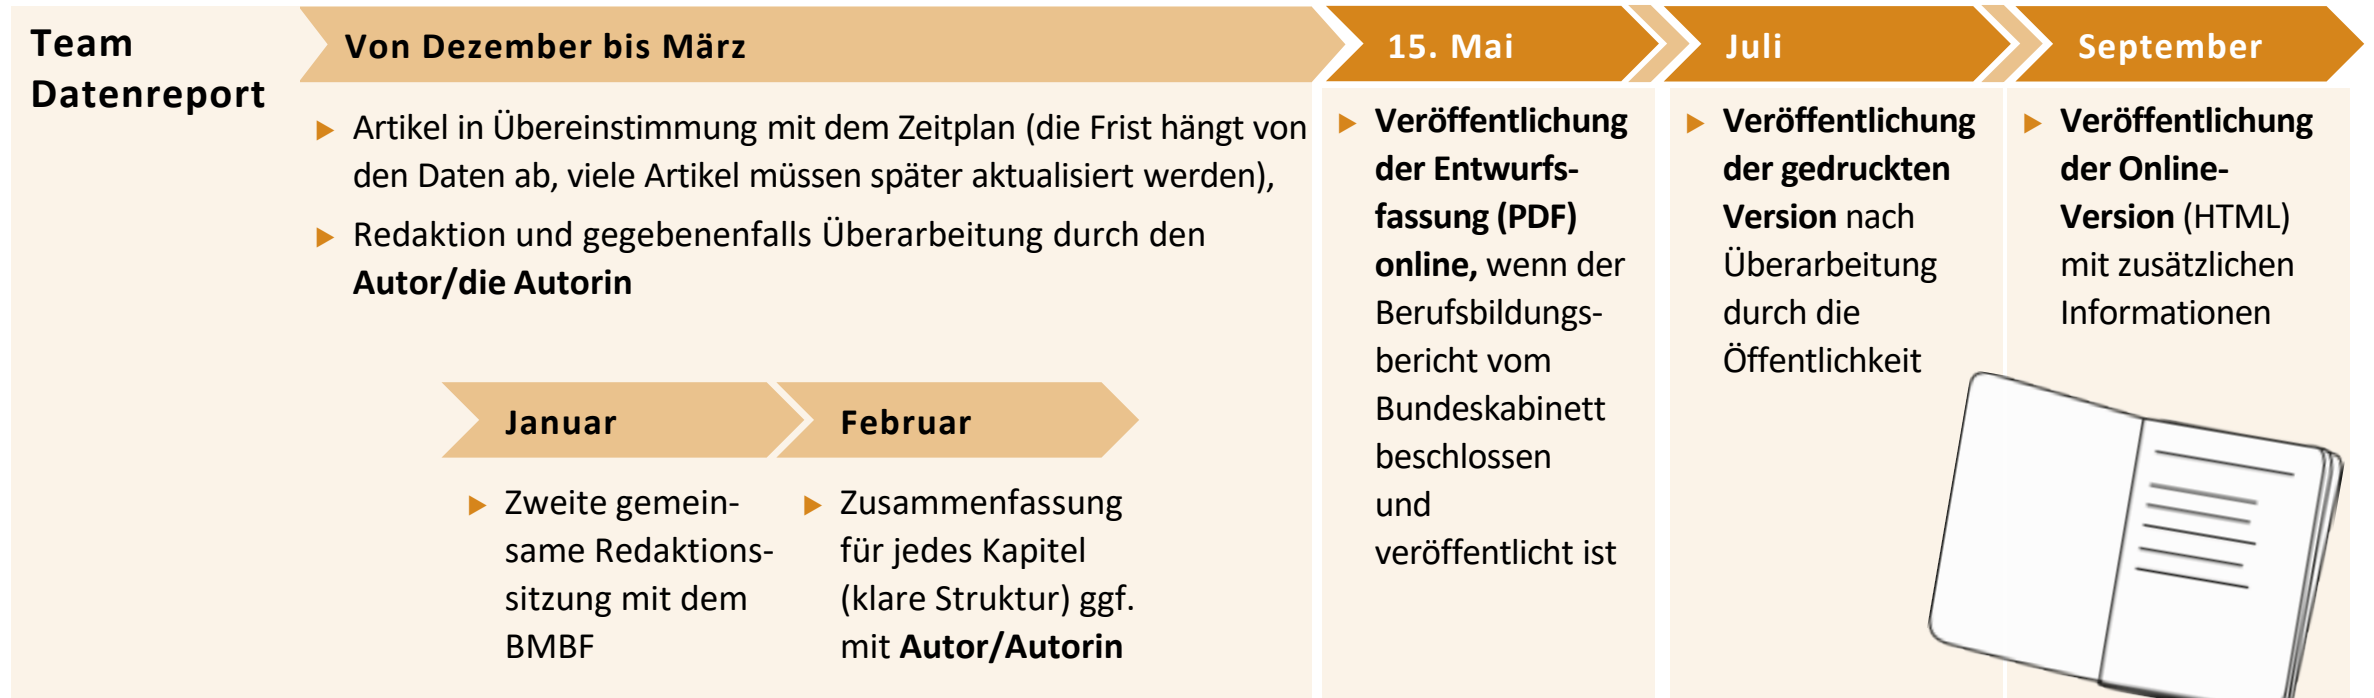 Team
Datenreport
Von Dezember bis März
Artikel in Übereinstimmung mit dem Zeitplan (die Frist hängt von
den Daten ab, viele Artikel müssen später aktualisiert werden),
Redaktion und gegebenenfalls Überarbeitung durch den
Autor/die Autorin
Januar
Zweite gemein-
same Redaktions-
sitzung mit dem
BMBF
Februar
Zusammenfassung
für jedes Kapitel
(klare Struktur) ggf.
mit Autor/Autorin
15. Mai
Veröffentlichung
der Entwurfs-
fassung (PDF)
online, wenn der
Berufsbildungs-
bericht vom
Bundeskabinett
beschlossen
und
veröffentlicht ist
Juli
Veröffentlichung
der gedruckten
Version nach
Überarbeitung
durch die
Öffentlichkeit
September
Veröffentlichung
der Online-
Version (HTML)
mit zusätzlichen
Informationen